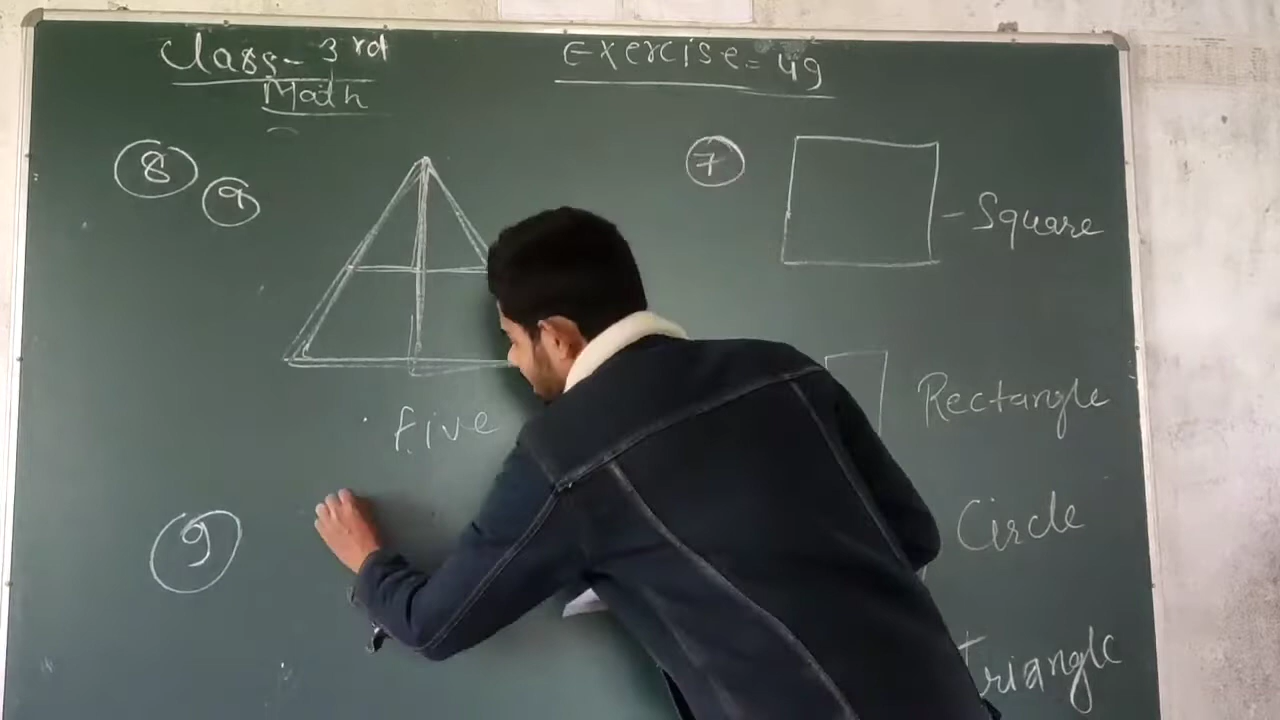 Class- 3rd
Math
Exercise= 49
8
9
Five
9
7
- Square
Rectangle
Circle
Triangle